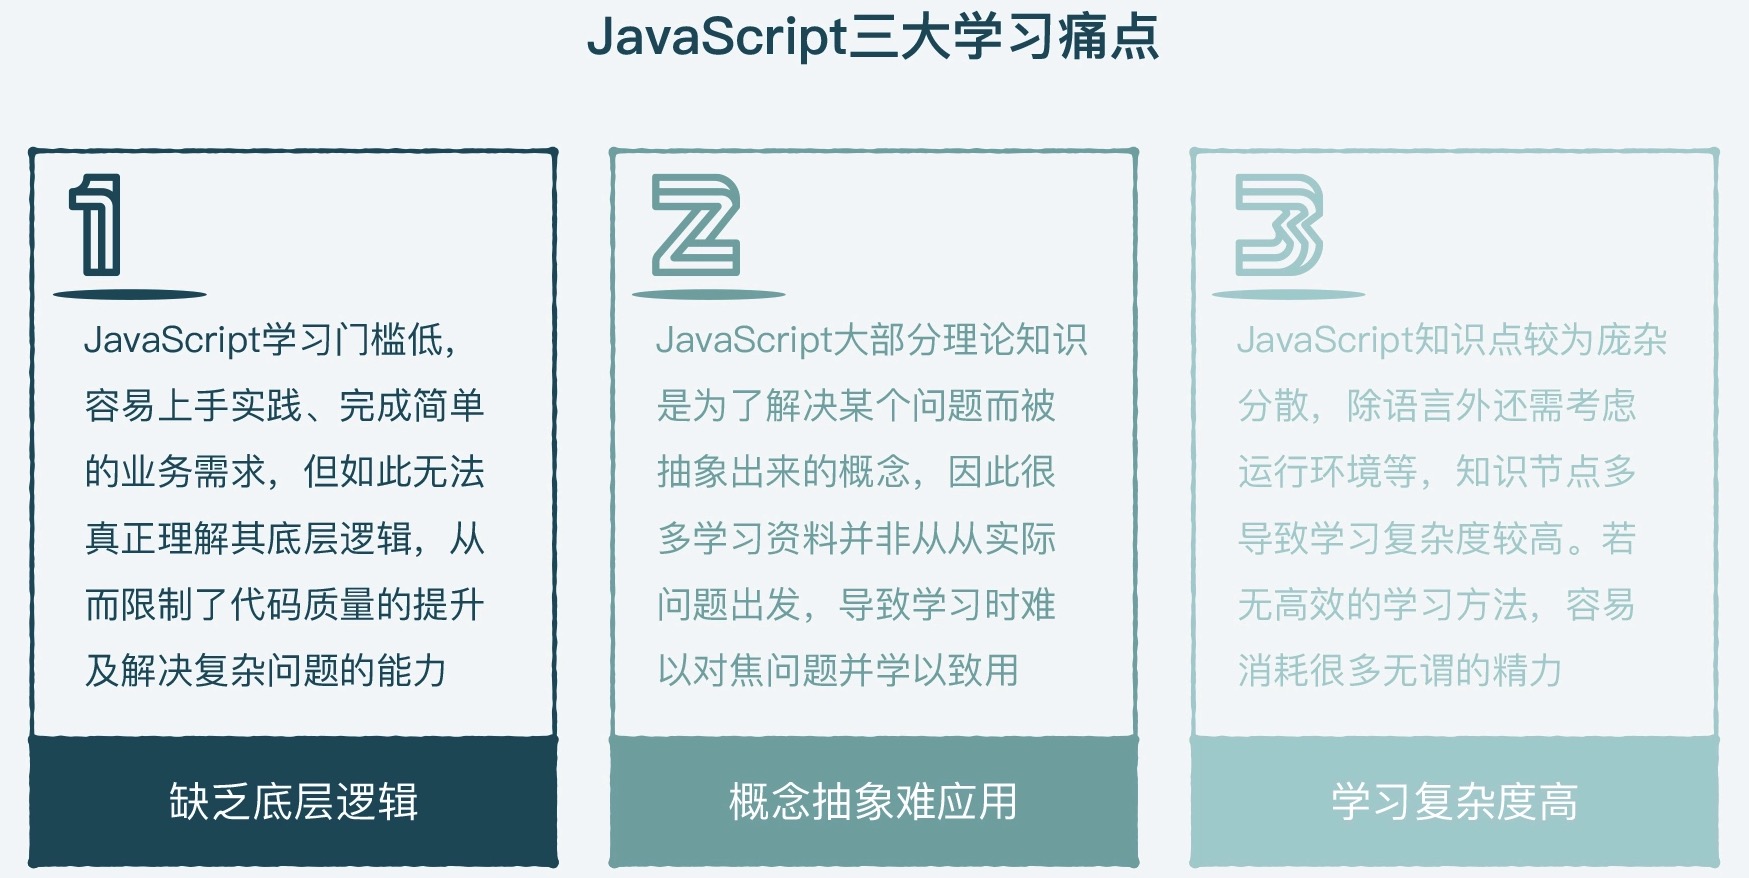 JavaScript三大学习痛点
1
JavaScript学习门槛低，
容易上手实践、完成简单
的业务需求，但如此无法
真正理解其底层逻辑，从
而限制了代码质量的提升
及解决复杂问题的能力
缺乏底层逻辑
2
JavaScript大部分理论知识
是为了解决某个问题而被
抽象出来的概念，因此很
多学习资料并非从从实际
问题出发，导致学习时难
以对焦问题并学以致用
概念抽象难应用
3
JavaScript知识点较为庞杂
分散，除语言外还需考虑
运行环境等，知识节点多
导致学习复杂度较高。若
无高效的学习方法，容易
消耗很多无谓的精力
学习复杂度高